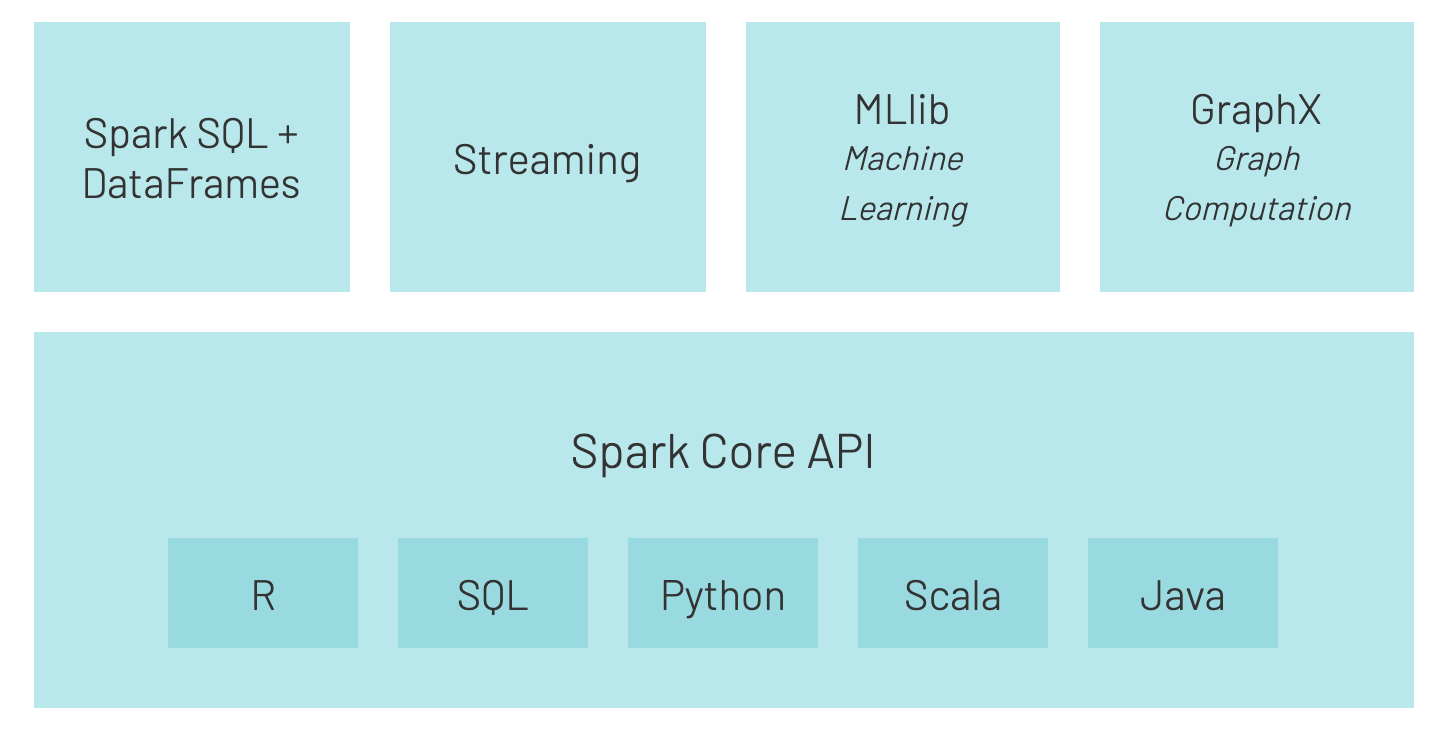 Spark SQL +
DataFrames
Streaming
MLlib
Machine
Learning
GraphX
Graph
Computation
Spark Core API
R
SQL
Python
Scala
Java